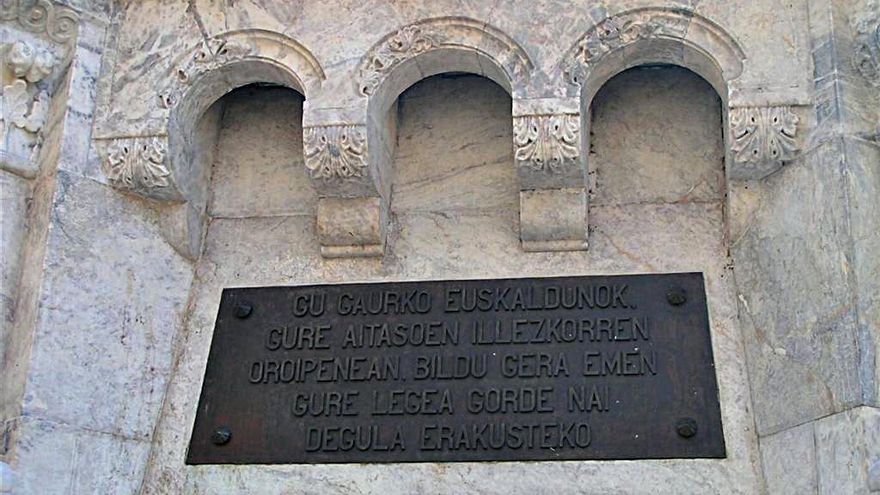 GU GAURKO EUSKALDUNOK,
GURE AITASOEN ILLEZKORREN
OROIPENEAN, BILDU GERA EMEN
GURE LEGEA GORDE NAI
DEGULA ERAKUSTEKO